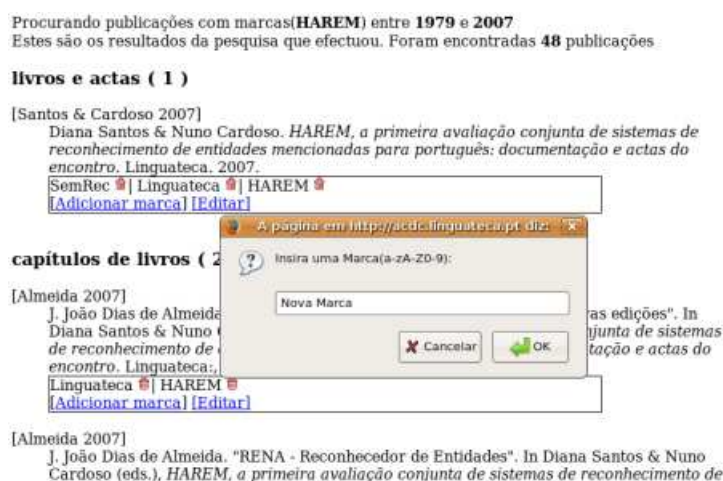 Procurando publicações com marcas(HAREM) entre 1979 e 2007
Estes são os resultados da pesquisa que efectuou. Foram encontradas 48 publicações
livros e actas ( 1 )
[Santos & Cardoso 2007]
Diana Santos & Nuno Cardoso. HAREM, a primeira avaliação conjunta de sistemas de
reconhecimento de entidades mencionadas para português: documentação e actas do
encontro. Linguateca. 2007.
SemRec | Linguateca | HAREM
[Adicionar marca] [Editar]
A página em http://acdc.linguateca.pt diz:
Insira uma Marca(a-zA-Z0-9):
Nova Marca
Cancelar
OK
capítulos de livros ( 2
[Almeida 2007]
J. João Dias de Almeida ras edições". In
Diana Santos & Nuno njunta de sistemas
de reconhecimento de tação e actas do
encontro. Linguateca:,
Linguateca | HAREM
[Adicionar marca] [Editar]
[Almeida 2007]
J. João Dias de Almeida. "RENA - Reconhecedor de Entidades". In Diana Santos & Nuno
Cardoso (eds.), HAREM, a primeira avaliação conjunta de sistemas de reconhecimento de